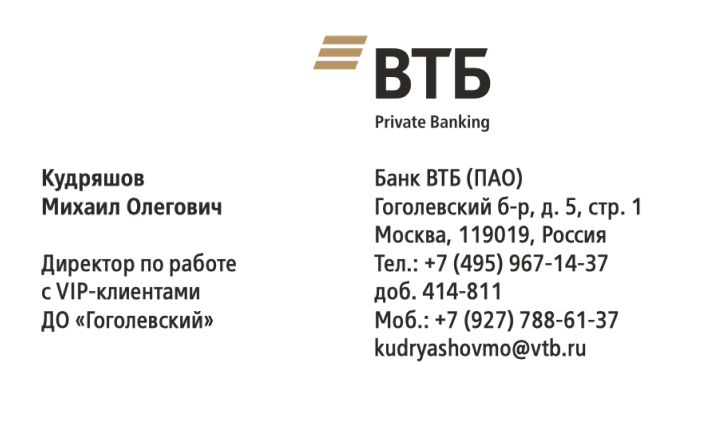 ВТБ
Private Banking
Кудряшов
Михаил Олегович
Директор по работе
с VIP-клиентами
ДО «Гоголевский»
Банк ВТБ (ПАО)
Гоголевский б-р, д. 5, стр. 1
Москва, 119019, Россия
Тел.: +7 (495) 967-14-37
доб. 414-811
Моб.: +7 (927) 788-61-37
kudryashovmo@vtb.ru